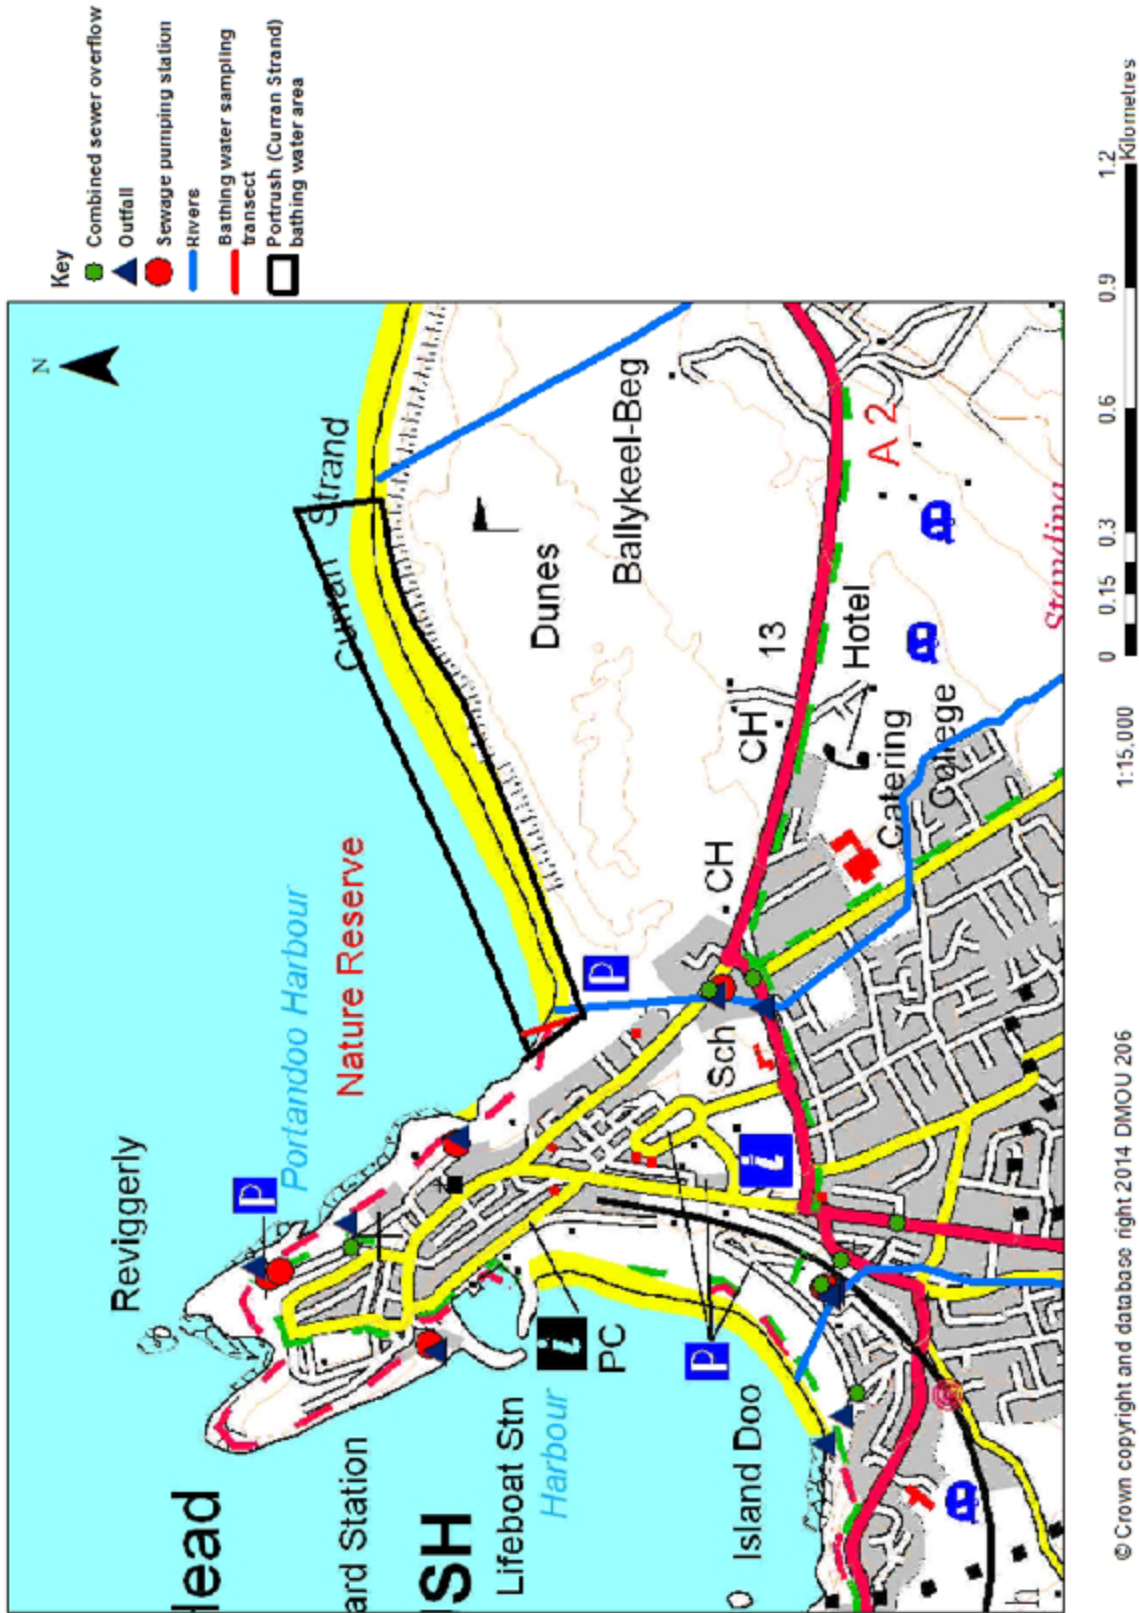 Key
Combined sewer overflow
Outfall
Sewage pumping station
Rivers
Bathing water sampling
transect
Portrush (Curran Strand)
bathing water area
N
Reviggerly
P
Portandoo Harbour
Nature Reserve
Curran Strand
Head
ard Station
SH
Lifeboat Stn
Harbour
i
PC
P
Island Doo
P
Dunes
Ballykeel-Beg
Sch
i
CH
CH
13
Hotel
A 2
Catering
College
Standing
h
1:15,000
0 0.15 0.3 0.6 0.9 1.2
Kilometres
© Crown copyright and database right 2014 DMOU 206